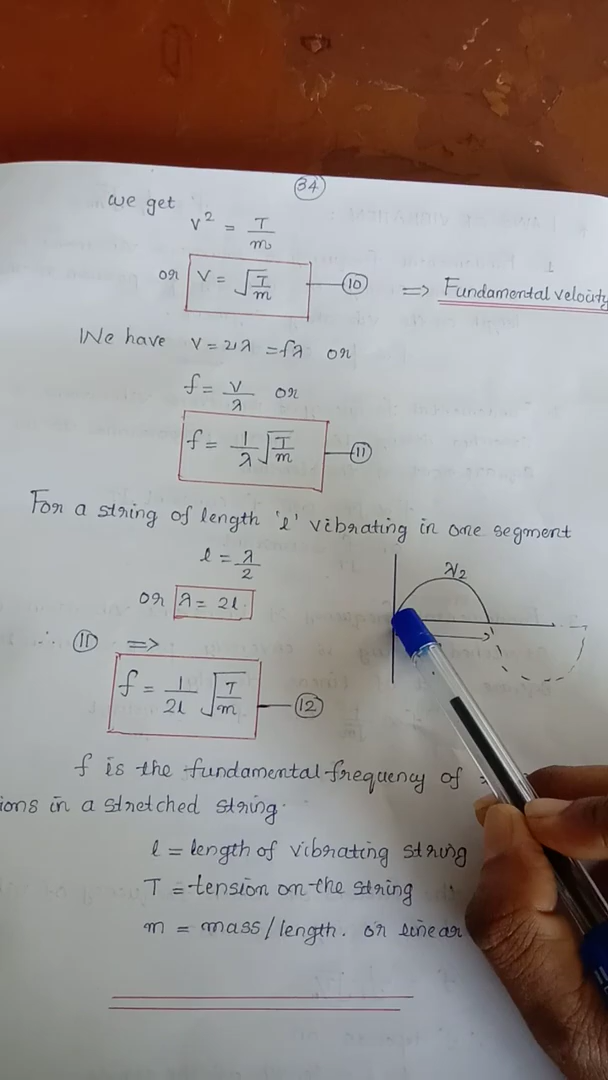 34
we get
v² = T/m
or v = √(T/m) — 10 => Fundamental velocity
We have v = νλ = fλ or
f = v/λ or
f = 1/λ √(T/m) — 11
For a string of length 'l' vibrating in one segment
l = λ/2
λ/2
or λ = 2l
∴ 11 =>
f = 1/2l √(T/m) — 12
f is the fundamental frequency of
ions in a stretched string.
l = length of vibrating string
T = tension on the string
m = mass/length. or linear